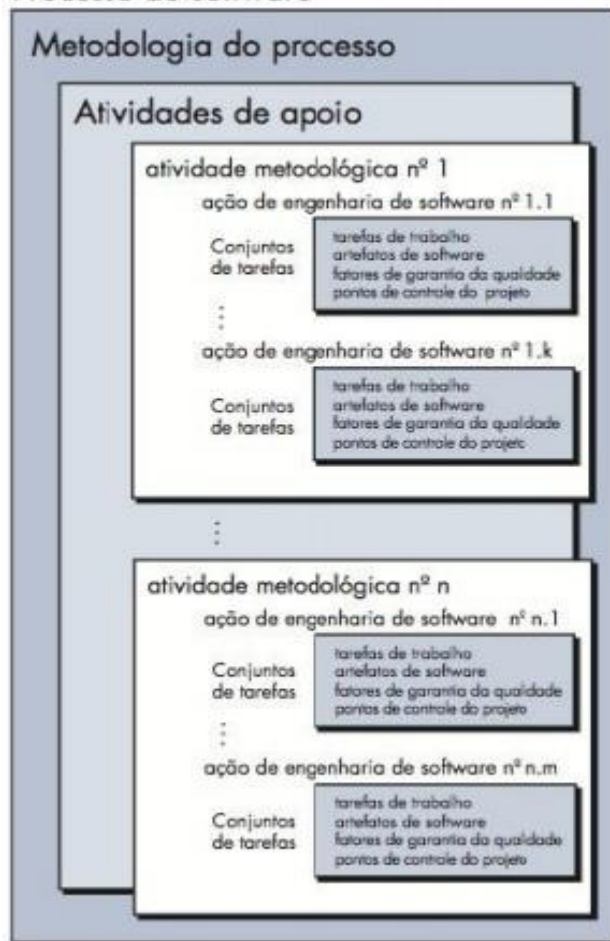 Metodologia do processo
Atividades de apoio
atividade metodológica nº 1
ação de engenharia de software nº 1.1
Conjuntos
de tarefas
tarefas de trabalho
artefatos de software
fatores de garantia da qualidade
pontos de controle do projeto
ação de engenharia de software nº 1.k
Conjuntos
de tarefas
tarefas de trabalho
artefatos de software
fatores de garantia da qualidade
pontos de controle do projeto
atividade metodológica nº n
ação de engenharia de software nº n.1
Conjuntos
de tarefas
tarefas de trabalho
artefatos de software
fatores de garantia da qualidade
pontos de controle do projeto
ação de engenharia de software nº n.m
Conjuntos
de tarefas
tarefas de trabalho
artefatos de software
fatores de garantia da qualidade
pontos de controle do projeto